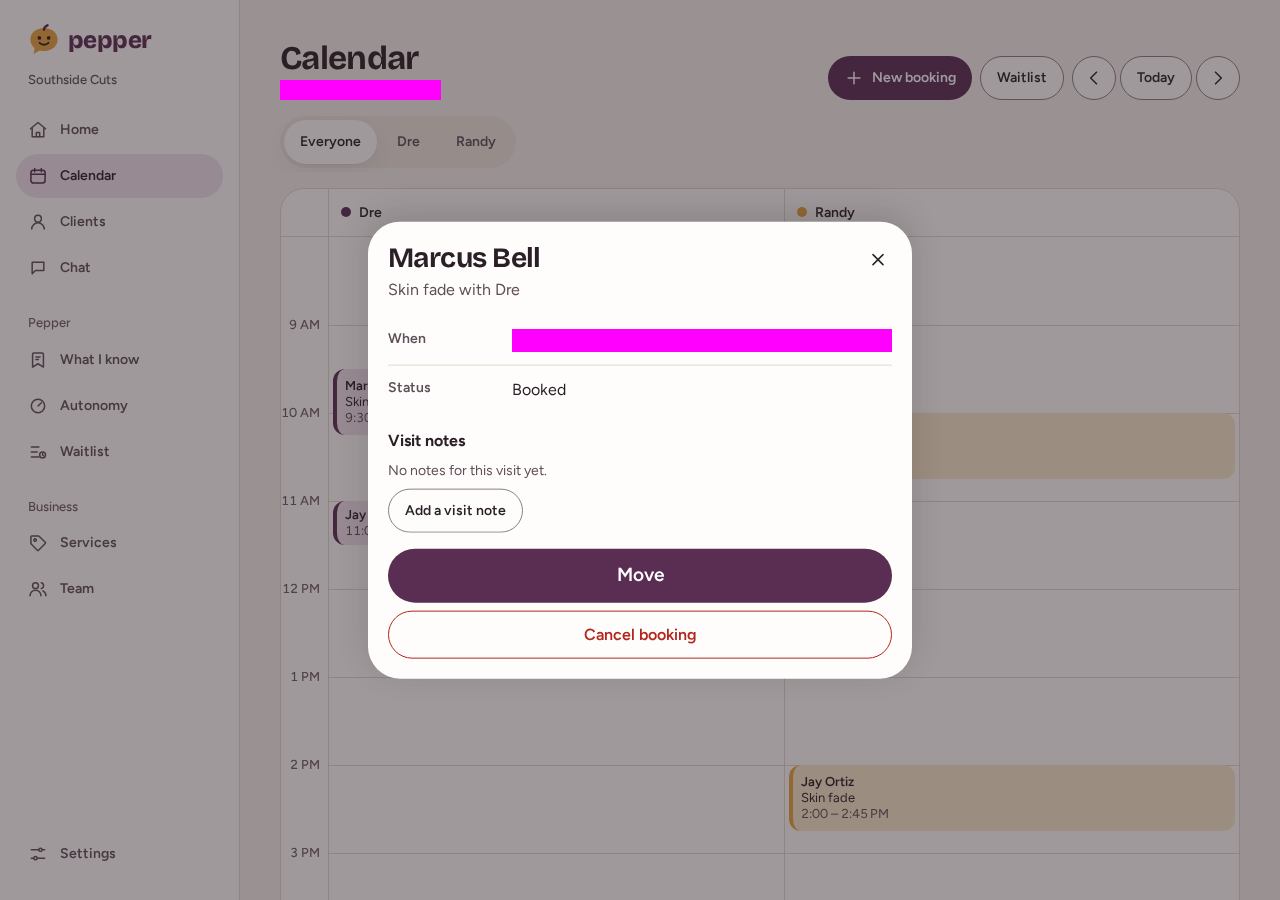 pepper
Southside Cuts
Home
Calendar
Clients
Chat
Pepper
What I know
Autonomy
Waitlist
Business
Services
Team
Settings
Calendar
New booking
Waitlist
Today
Everyone
Dre
Randy
Dre
Randy
9 AM
10 AM
11 AM
12 PM
1 PM
2 PM
3 PM
Mar
Skin
9:30
Jay
11:0
Jay Ortiz
Skin fade
2:00 – 2:45 PM
Marcus Bell
Skin fade with Dre
When
Status
Booked
Visit notes
No notes for this visit yet.
Add a visit note
Move
Cancel booking